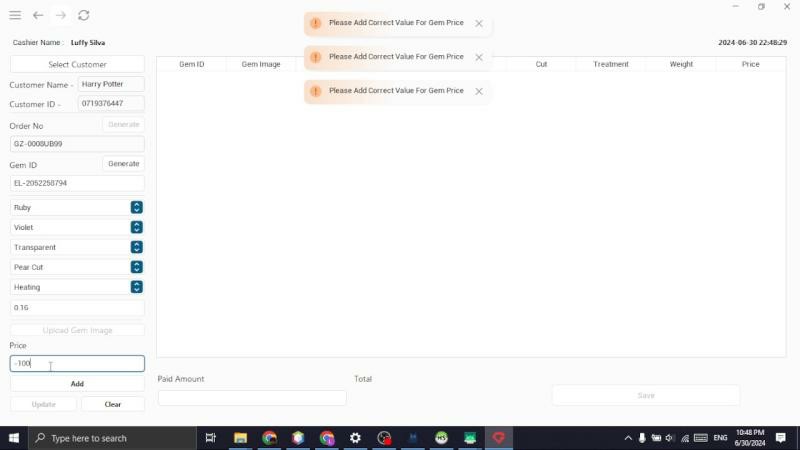 Please Add Correct Value For Gem Price
Please Add Correct Value For Gem Price
Please Add Correct Value For Gem Price
Cashier Name : Luffy Silva
2024-06-30 22:48:29
Select Customer
Customer Name - Harry Potter
Customer ID - 0719376447
Order No Generate
GZ-0008UB99
Gem ID Generate
EL-2052258794
Ruby
Violet
Transparent
Pear Cut
Heating
0.16
Upload Gem Image
Price
-100
Add
Update Clear
Gem ID Gem Image Cut Treatment Weight Price
Paid Amount Total
Save
Type here to search
ENG
10:48 PM
6/30/2024